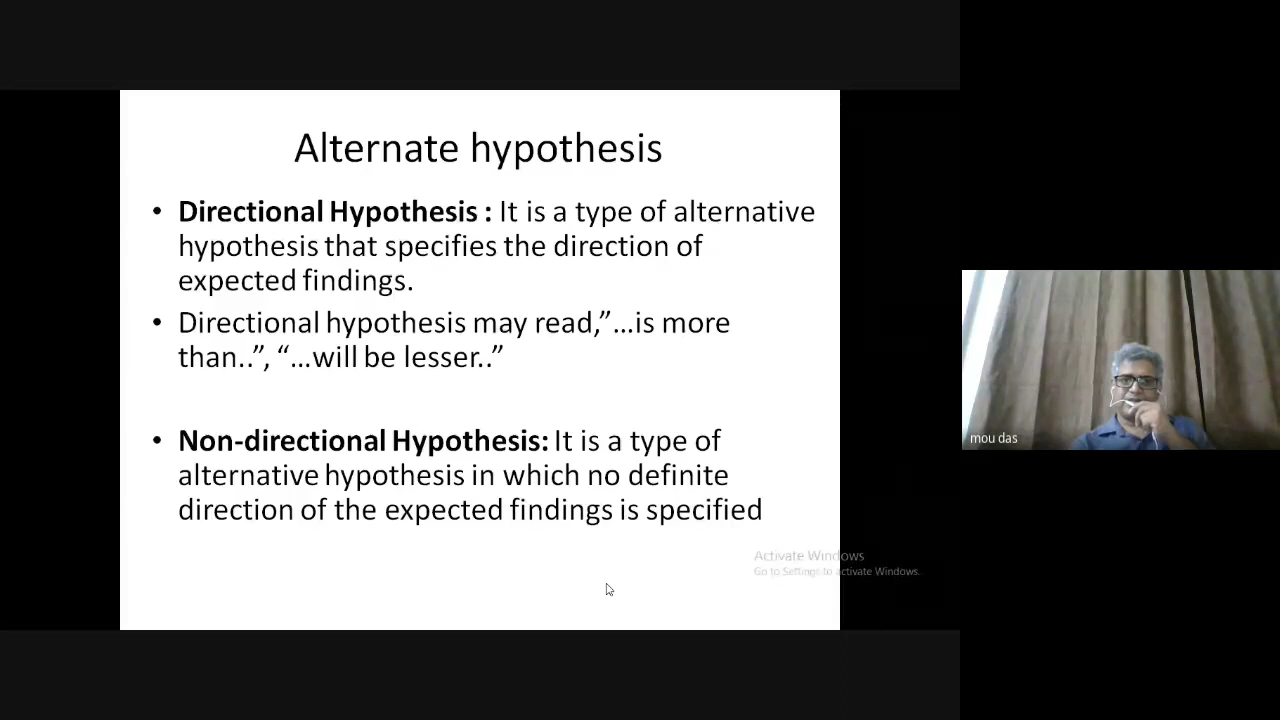 Alternate hypothesis
• Directional Hypothesis : It is a type of alternative
hypothesis that specifies the direction of
expected findings.
• Directional hypothesis may read,”…is more
than..”, “…will be lesser..”
• Non-directional Hypothesis: It is a type of
alternative hypothesis in which no definite
direction of the expected findings is specified
Activate Windows
Go to Settings to activate Windows.
mou das